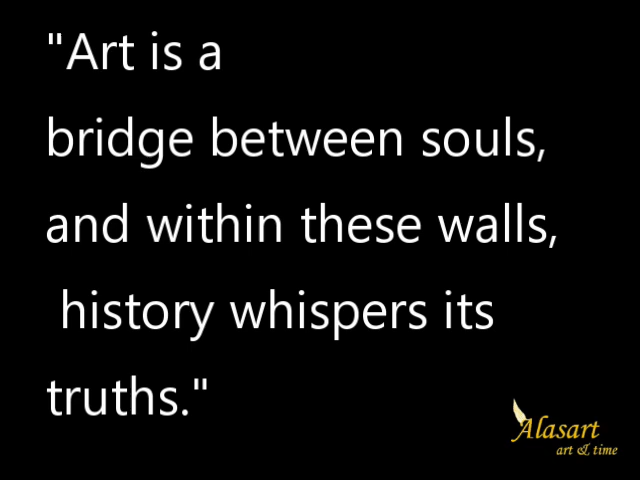 "Art is a
bridge between souls,
and within these walls,
history whispers its
truths."
Alasart
art & time